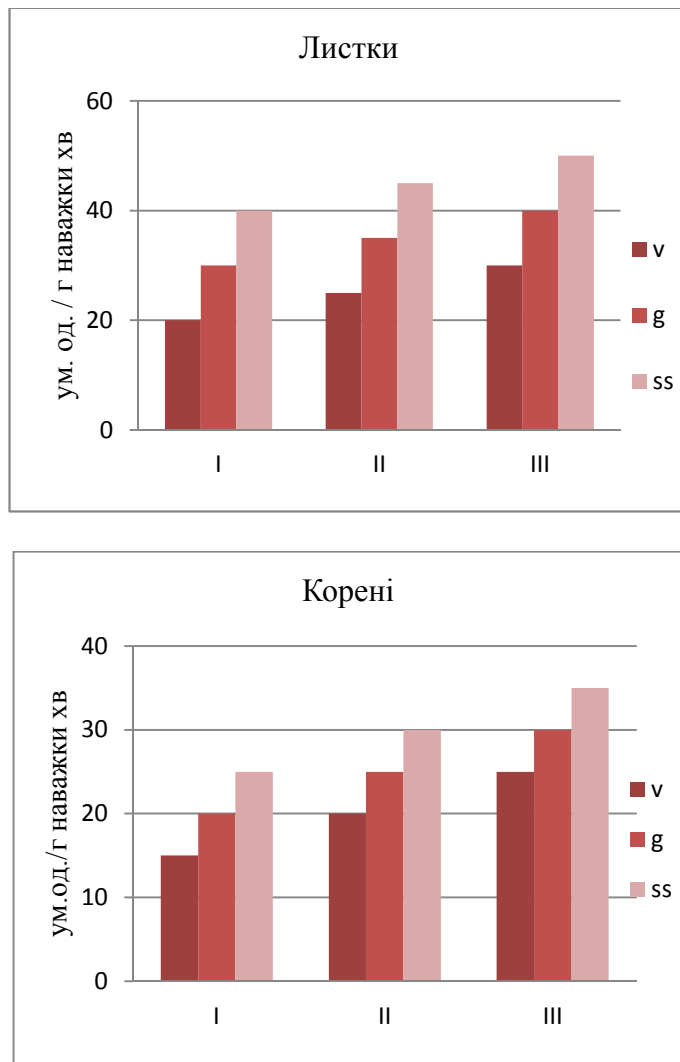 Листки
ум. од. / г наважки хв
60
40
20
0
I II III
v
g
ss
Корені
ум.од./г наважки хв
40
30
20
10
0
I II III
v
g
ss